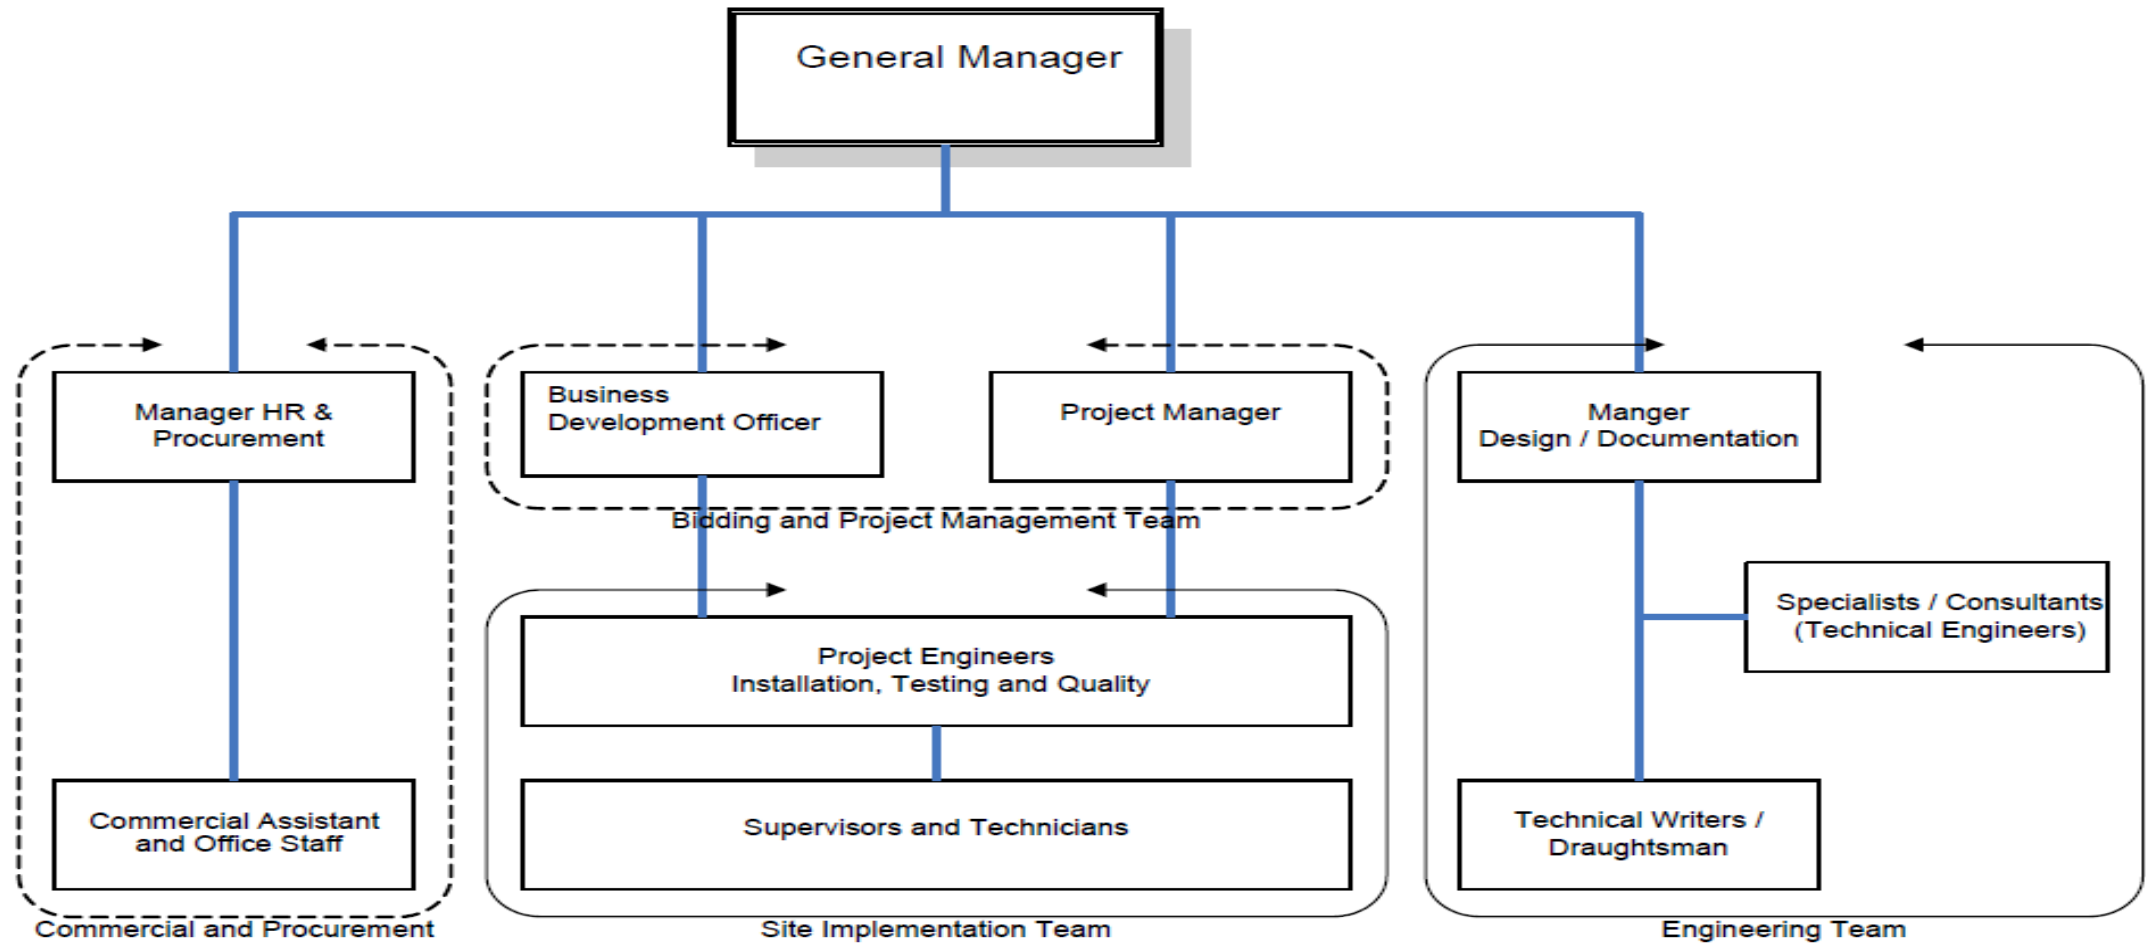 General Manager
Manager HR &
Procurement
Business
Development Officer
Project Manager
Manger
Design / Documentation
Bidding and Project Management Team
Specialists / Consultants
(Technical Engineers)
Project Engineers
Installation, Testing and Quality
Commercial Assistant
and Office Staff
Supervisors and Technicians
Technical Writers /
Draughtsman
Commercial and Procurement
Site Implementation Team
Engineering Team